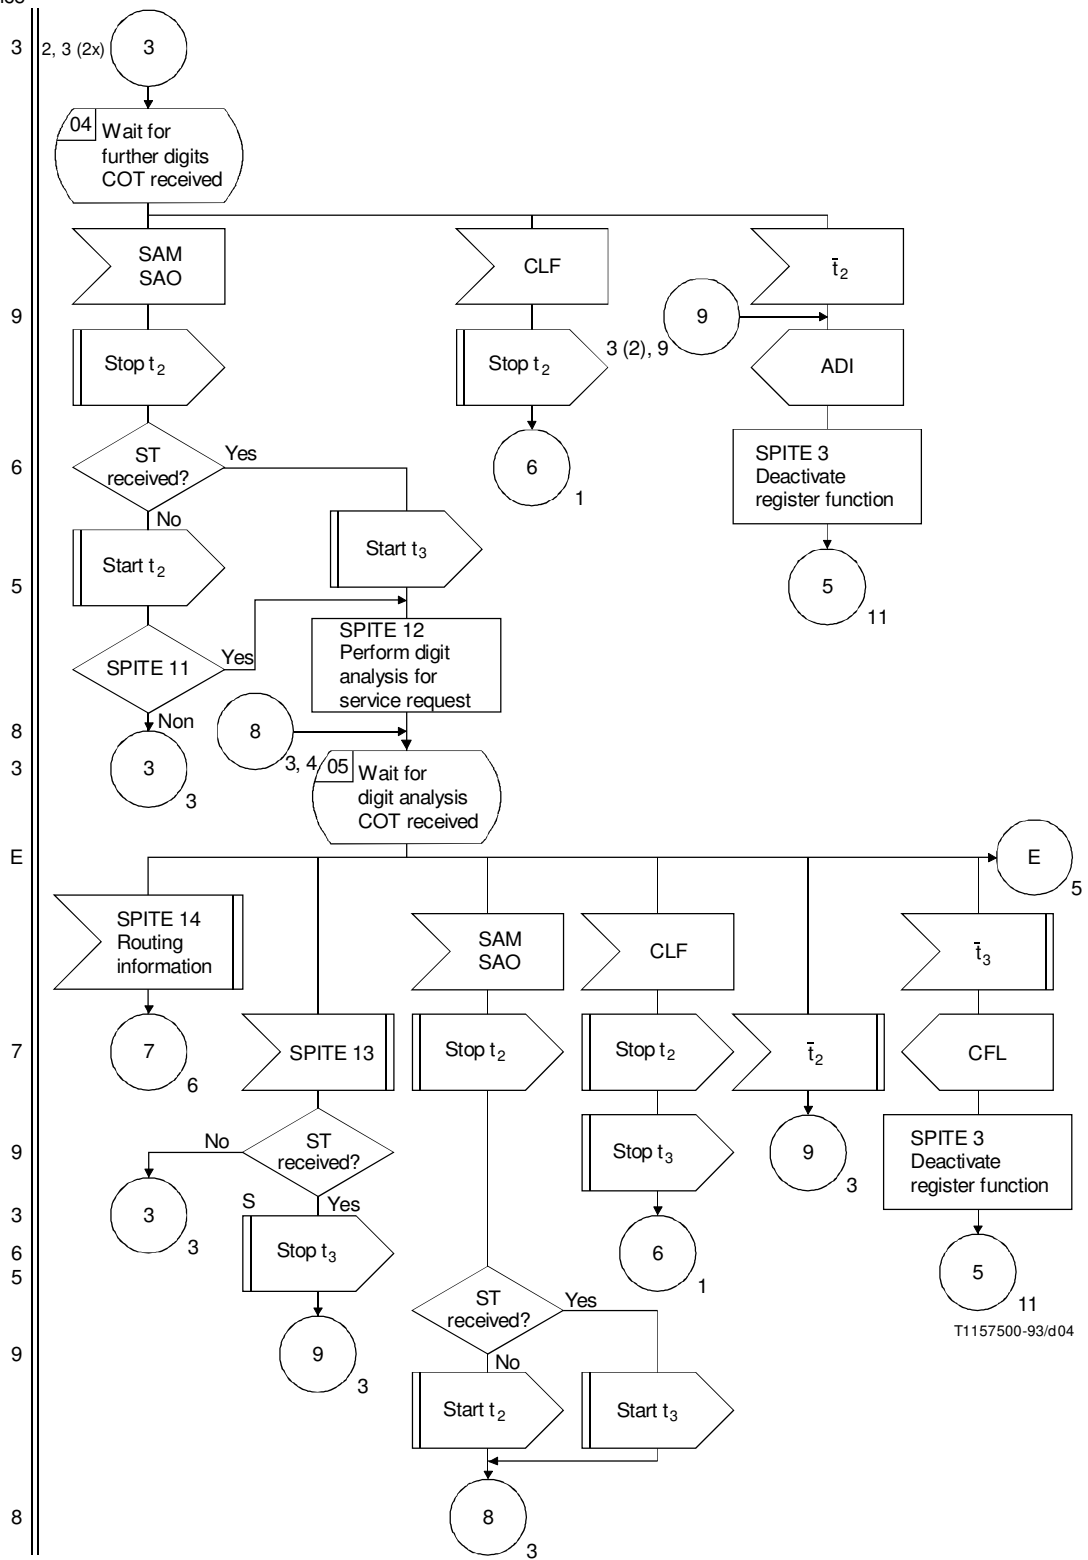 3
2, 3 (2x)
3
04
Wait for
further digits
COT received
SAM
SAO
CLF
t̄2
9
9
Stop t2
Stop t2
3 (2), 9
ADI
6
ST
received?
Yes
6
1
SPITE 3
Deactivate
register function
No
Start t2
Start t3
5
5
11
SPITE 11
Yes
SPITE 12
Perform digit
analysis for
service request
Non
8
8
3, 4
3
3
3
05
Wait for
digit analysis
COT received
E
E
5
SPITE 14
Routing
information
SAM
SAO
CLF
t̄3
7
7
6
SPITE 13
Stop t2
Stop t2
t̄2
CFL
9
No
ST
received?
Stop t3
9
3
SPITE 3
Deactivate
register function
3
3
3
S
Yes
Stop t3
6
6
1
5
5
11
ST
received?
Yes
T1157500-93/d04
9
9
3
No
Start t2
Start t3
8
8
3